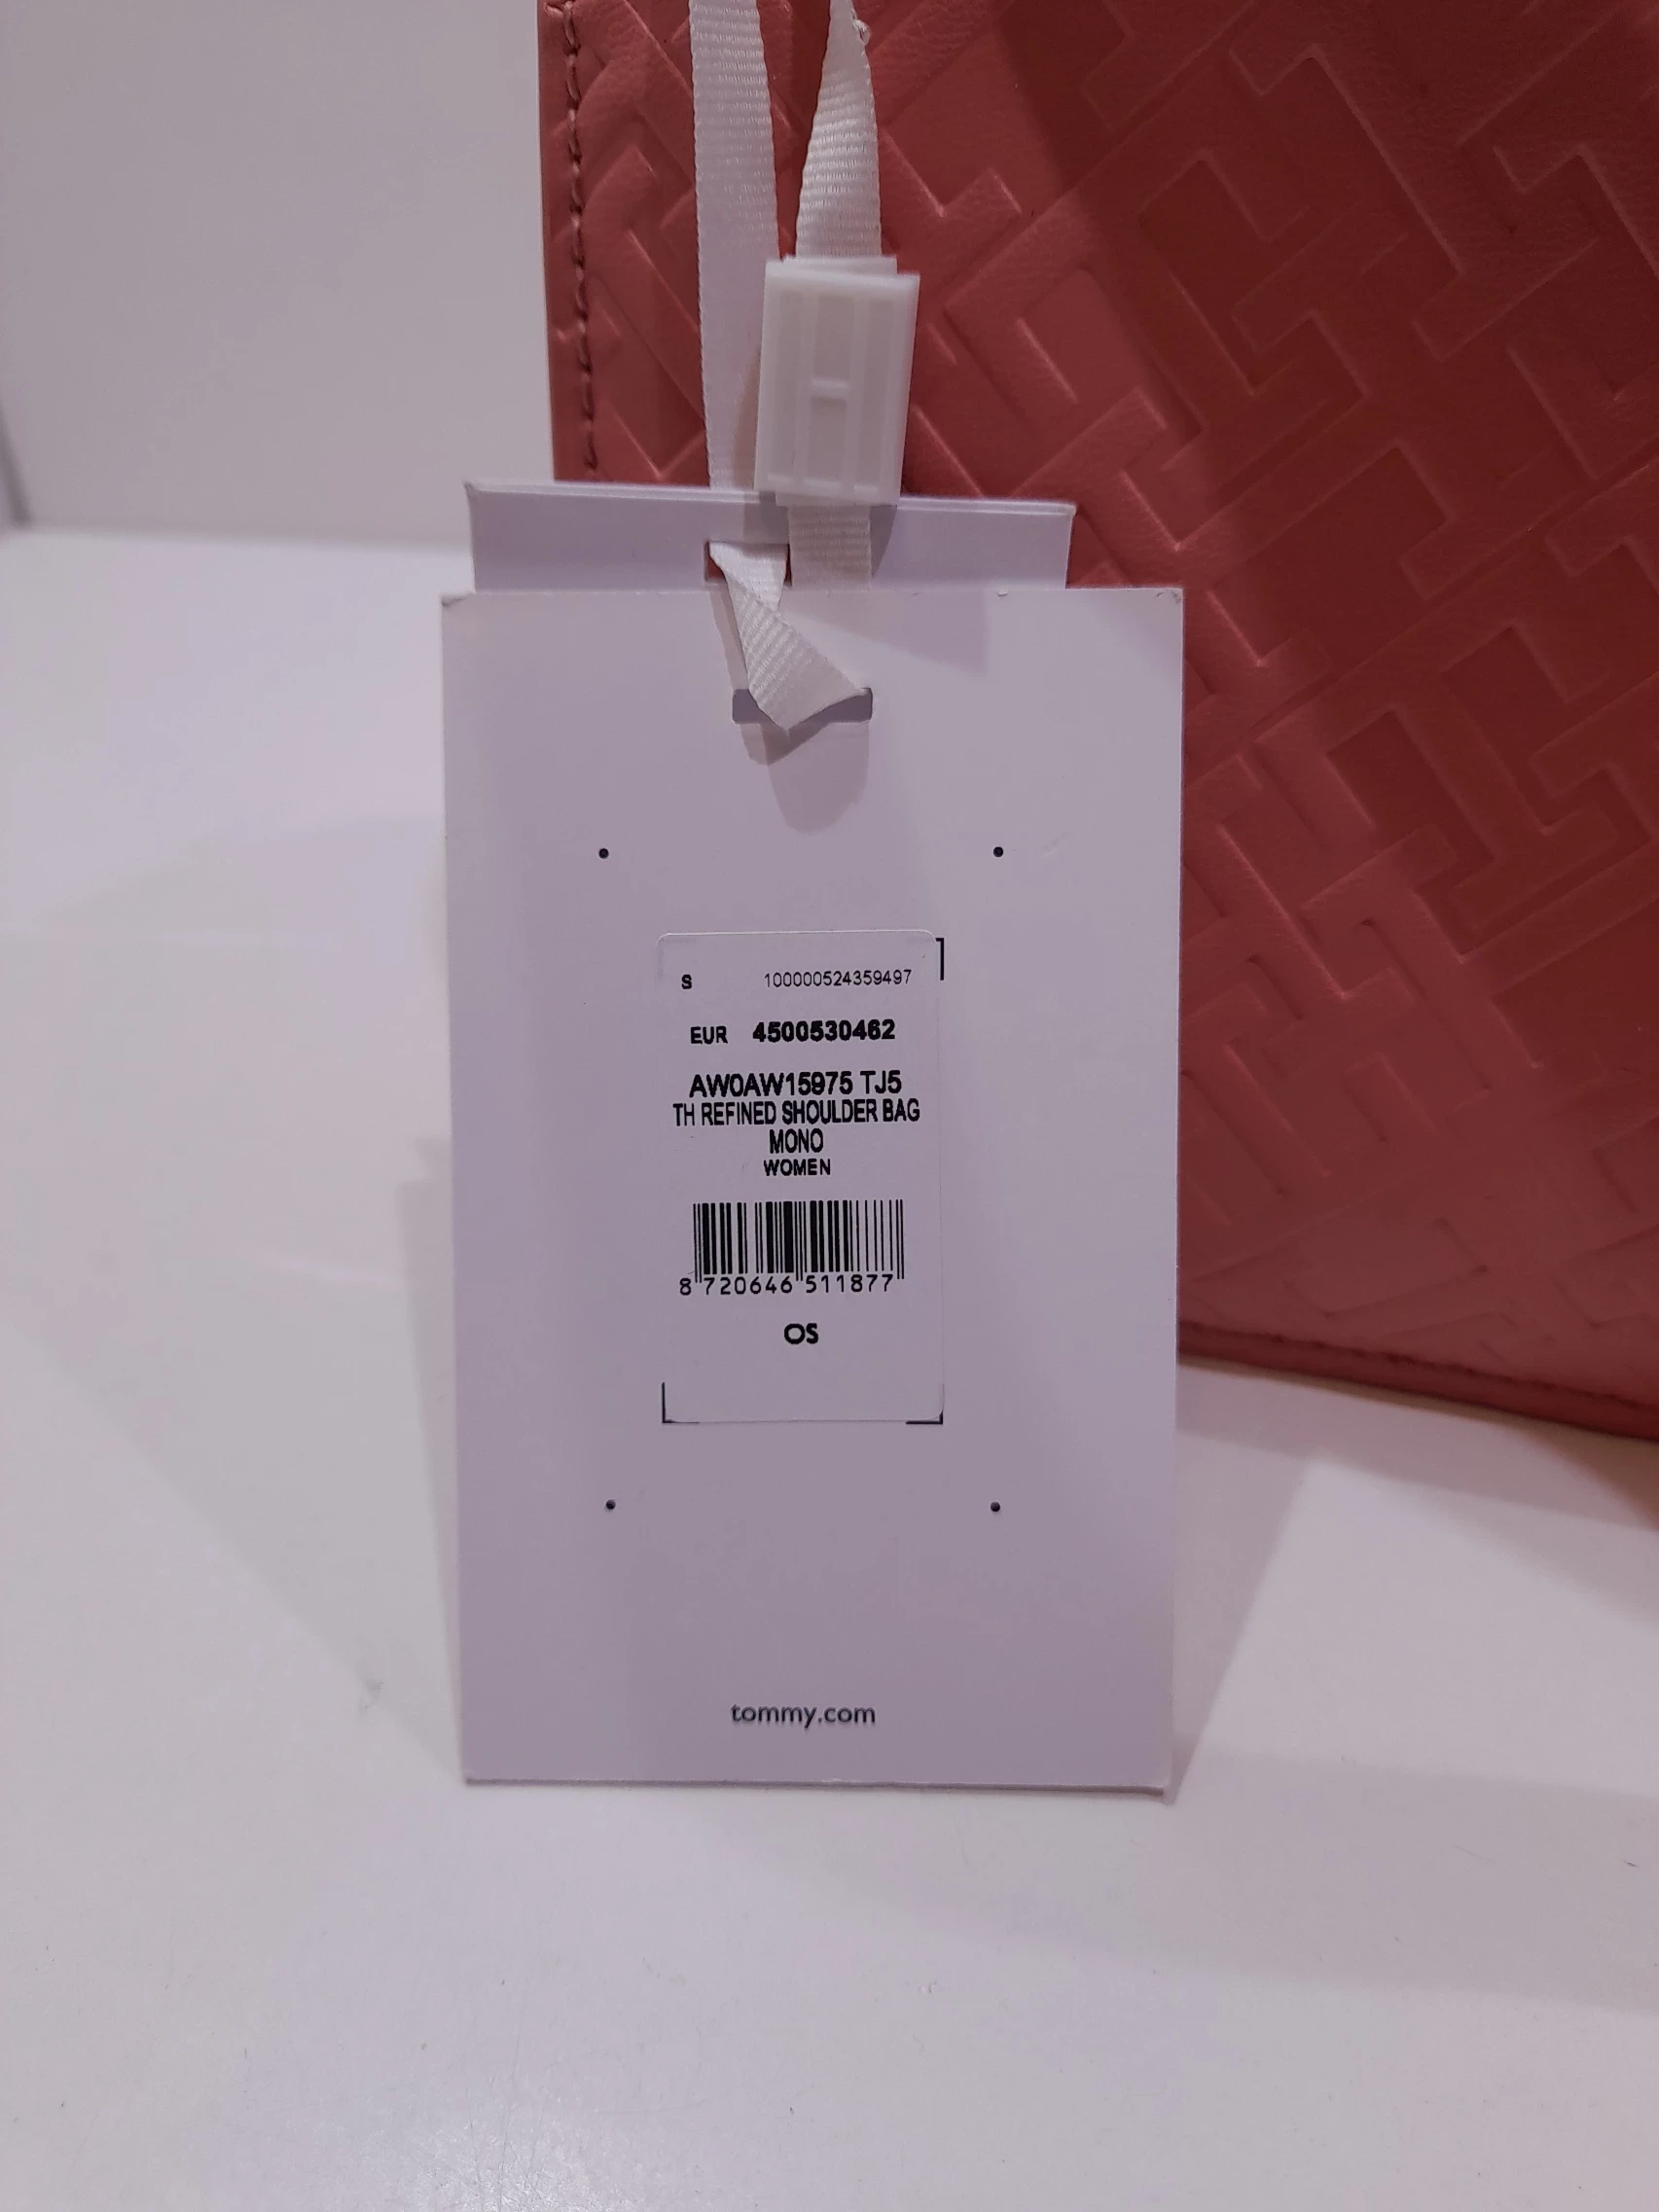 S 100000524359497
EUR 4500530462
AW0AW15975 TJ5
TH REFINED SHOULDER BAG
MONO
WOMEN
8 720646 511877
OS
tommy.com